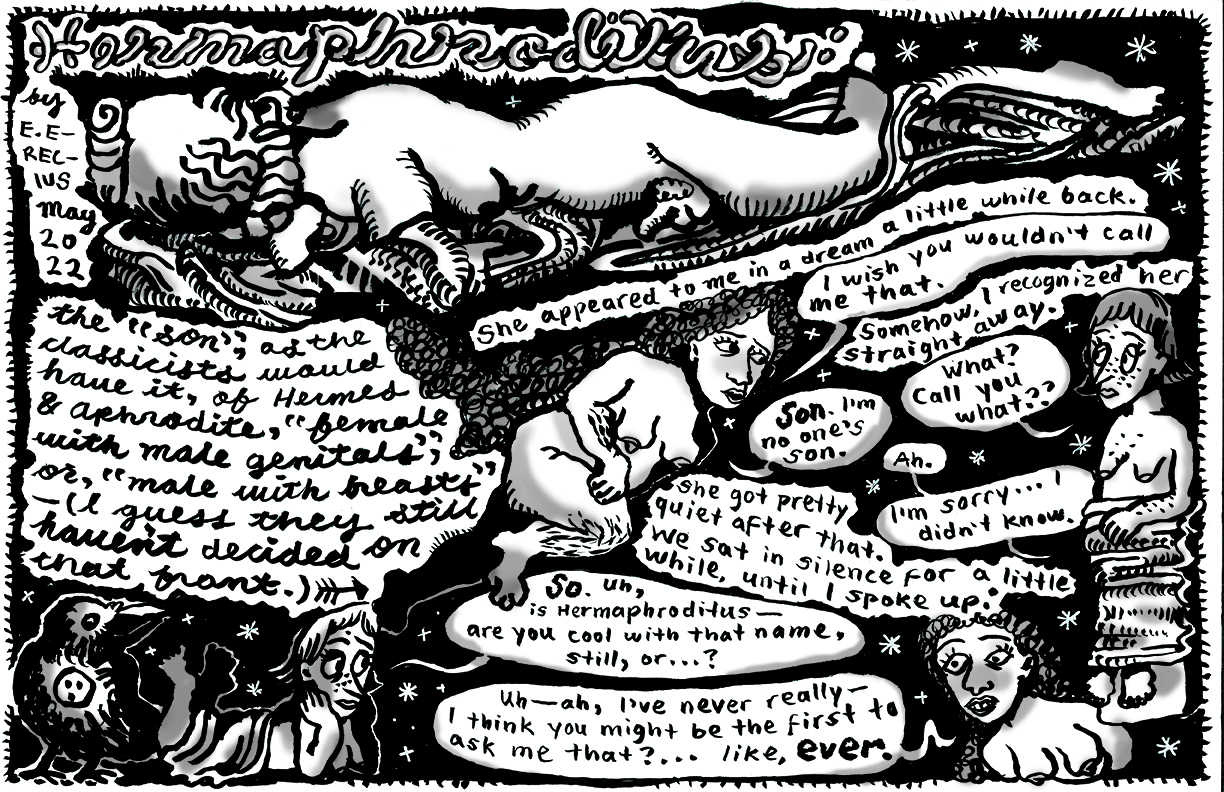 Hermaphroditus:
by
E.E-
REC-
IUS
May
20
22
the "son", as the
classicists would
have it, of Hermes
& aphrodite, "female
with male genitals",
or, "male with breasts"
—(I guess they still
haven't decided on
that front.)
She appeared to me in a dream a little while back.
I wish you wouldn't call
me that.
Somehow, I recognized her
straight away.
What?
Call you
what??
Son. I'm
no one's
son.
Ah.
I'm sorry... I
didn't know.
She got pretty
quiet after that.
We sat in silence for a little
while, until I spoke up.
So. uh,
is Hermaphroditus—
are you cool with that name,
still, or...?
Uh—ah, I've never really—
I think you might be the first to
ask me that?... like, ever.